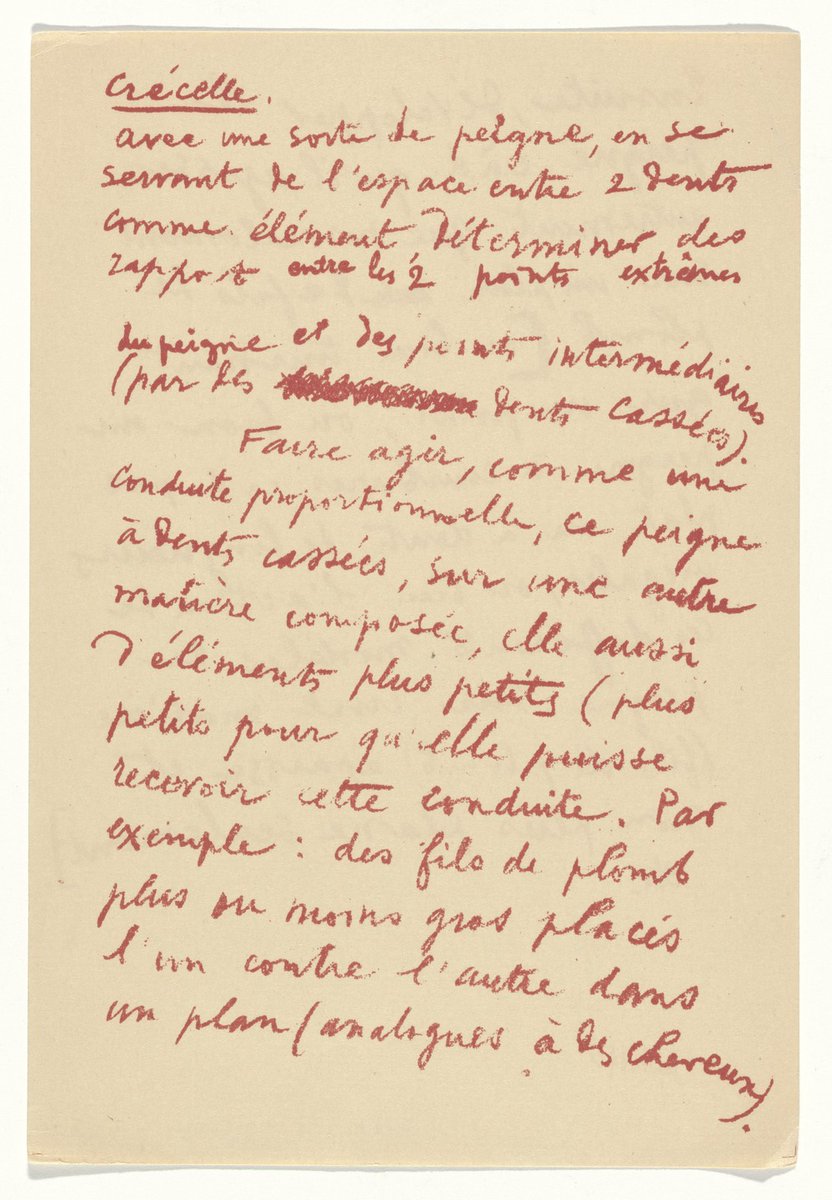 Crécelle.
avec une sorte de peigne, en se
servant de l'espace entre 2 dents
comme élément déterminer des
rapport entre les 2 points extrêmes
du peigne et des points intermédiaires
(par les dents cassées).
Faire agir, comme une
conduite proportionnelle, ce peigne
à dents cassées, sur une autre
matière composée, elle aussi
d'éléments plus petits (plus
petits pour qu'elle puisse
recevoir cette conduite. Par
exemple : des fils de plomb
plus ou moins gros placés
l'un contre l'autre dans
un plan (analogues à des cheveux).